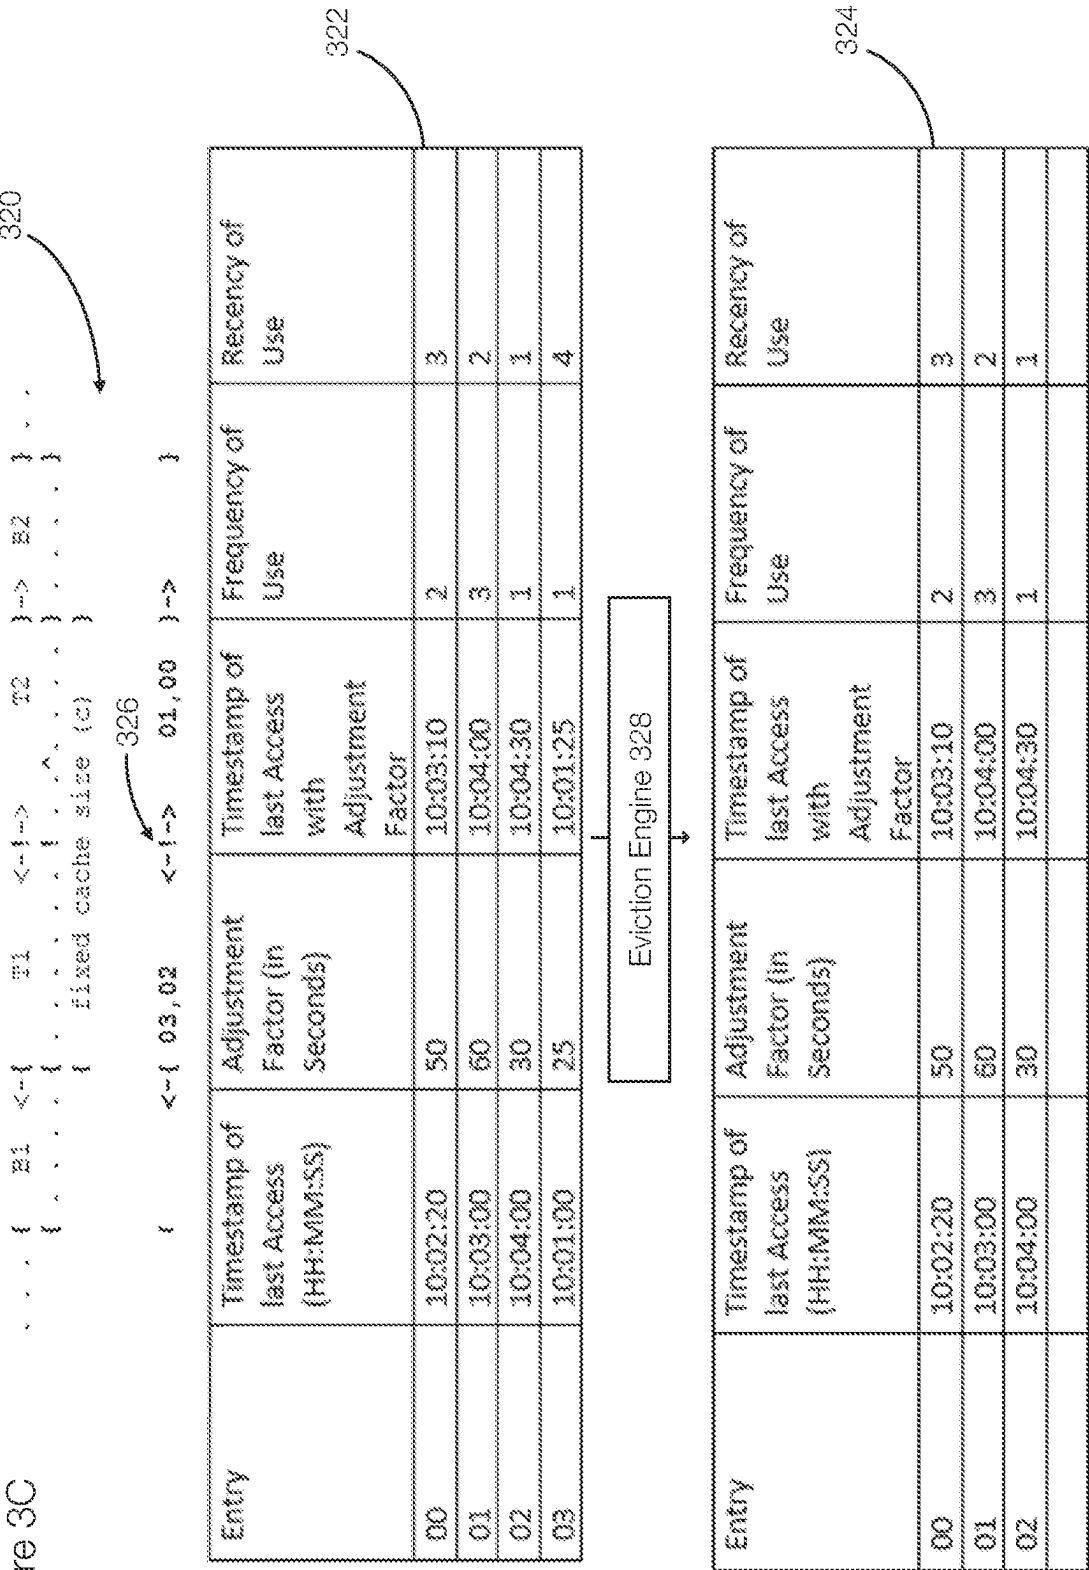 re 3C
320
. . . { B1 <-{ T1 <-!-> T2 }-> B2 } . .
{ . . . . { . . . . . . ! . . ^ . . . . } . . . . }
{ fixed cache size (c) }
326
{ <-{ 03,02 <-!-> 01,00 }-> }
322
Entry Timestamp of last Access (HH:MM:SS) Adjustment Factor (in Seconds) Timestamp of last Access with Adjustment Factor Frequency of Use Recency of Use
00 10:02:20 50 10:03:10 2 3
01 10:03:00 60 10:04:00 3 2
02 10:04:00 30 10:04:30 1 1
03 10:01:00 25 10:01:25 1 4
Eviction Engine 328
324
Entry Timestamp of last Access (HH:MM:SS) Adjustment Factor (in Seconds) Timestamp of last Access with Adjustment Factor Frequency of Use Recency of Use
00 10:02:20 50 10:03:10 2 3
01 10:03:00 60 10:04:00 3 2
02 10:04:00 30 10:04:30 1 1